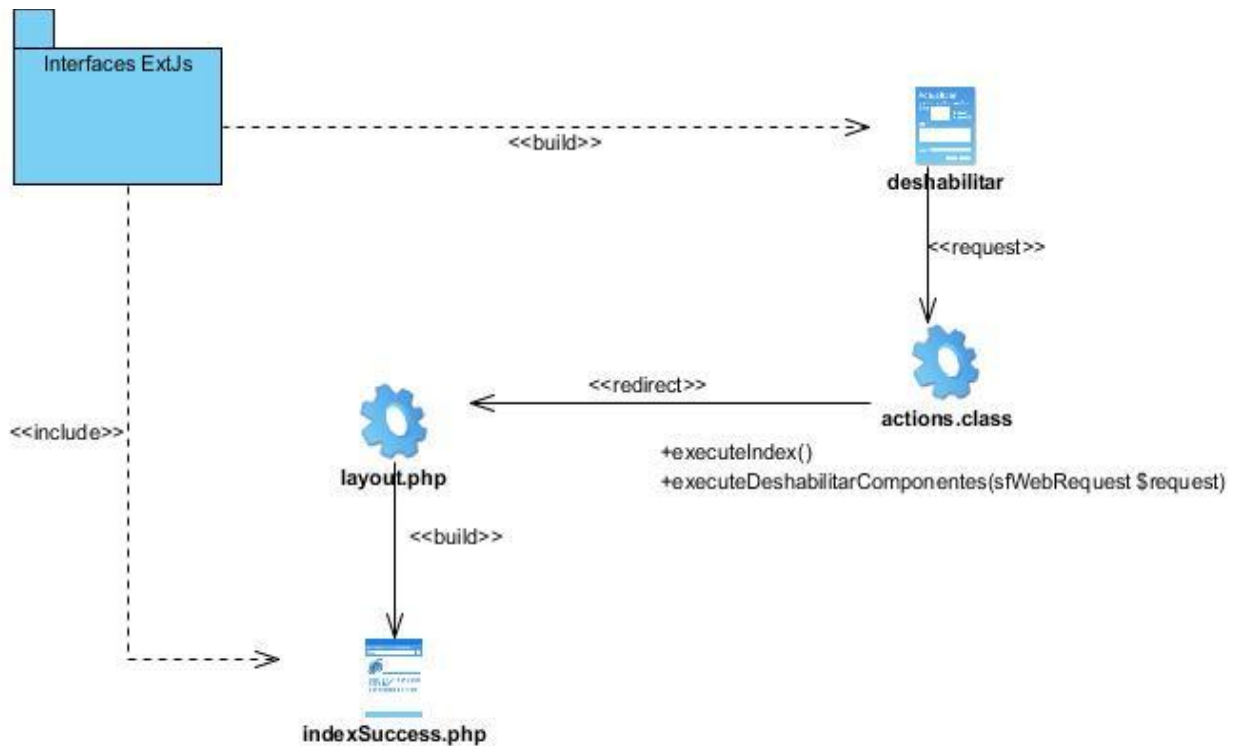 Interfaces ExtJs
<<build>>
deshabilitar
<<request>>
<<redirect>>
actions.class
<<include>>
+executeIndex()
layout.php
+executeDeshabilitarComponentes(sfWebRequest $request)
<<build>>
indexSuccess.php